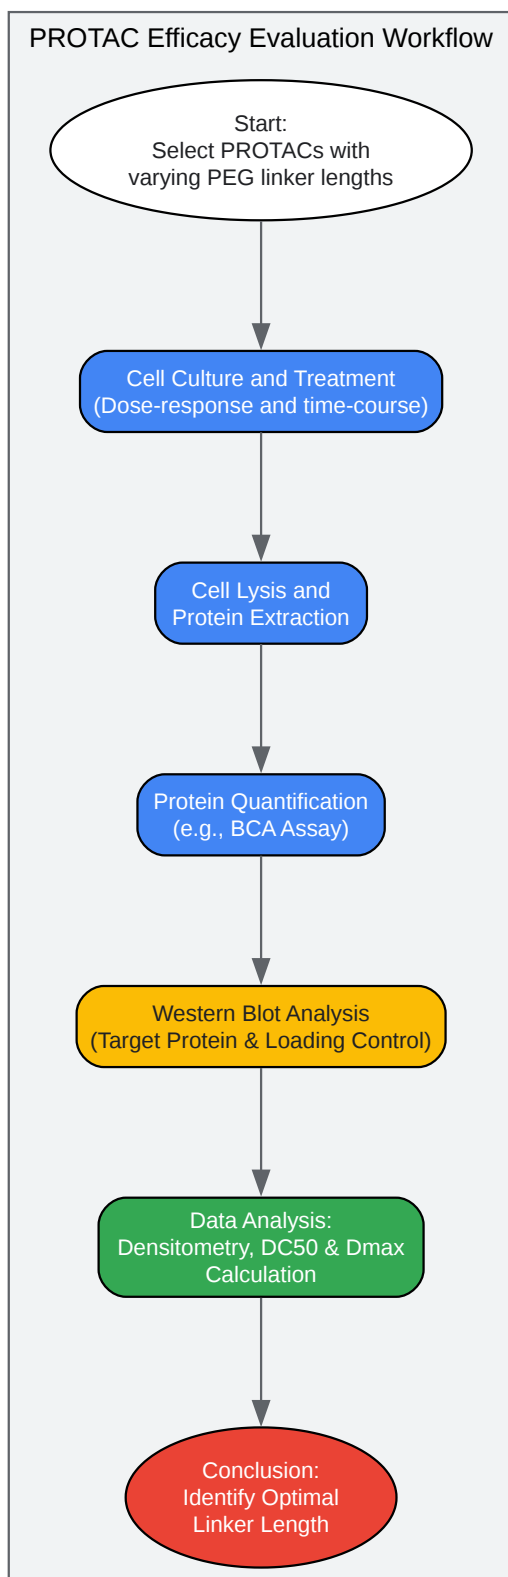 PROTAC Efficacy Evaluation Workflow
Start:
Select PROTACs with
varying PEG linker lengths
Cell Culture and Treatment
(Dose-response and time-course)
Cell Lysis and
Protein Extraction
Protein Quantification
(e.g., BCA Assay)
Western Blot Analysis
(Target Protein & Loading Control)
Data Analysis:
Densitometry, DC50 & Dmax
Calculation
Conclusion:
Identify Optimal
Linker Length